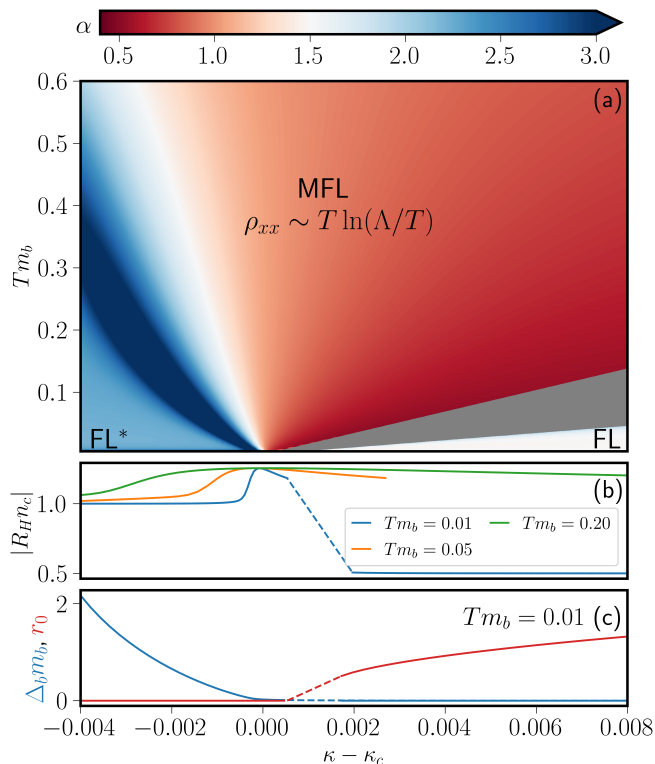 α
0.5 1.0 1.5 2.0 2.5 3.0
(a)
0.6
0.5
0.4
0.3
0.2
0.1
Tm_b
MFL
ρ_xx ∼ T ln(Λ/T)
FL* FL
(b)
1.0
0.5
|R_H n_c|
Tm_b = 0.01 Tm_b = 0.20
Tm_b = 0.05
Tm_b = 0.01 (c)
2
0
Δ_b m_b, r_0
−0.004 −0.002 0.000 0.002 0.004 0.006 0.008
κ − κ_c